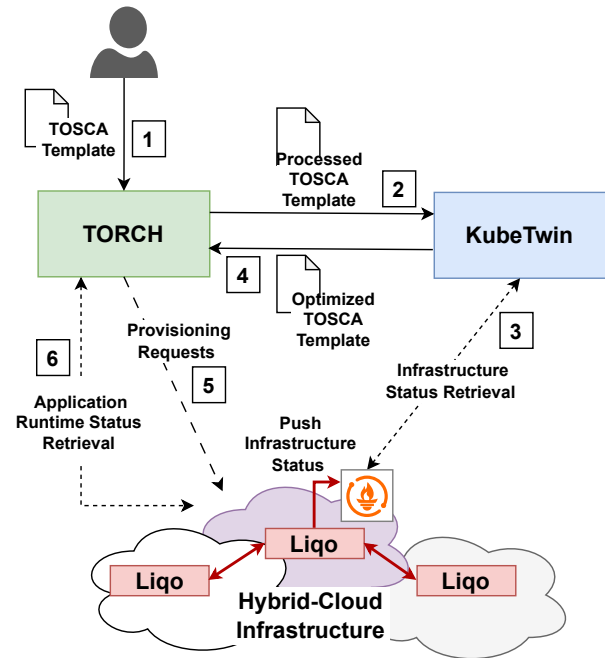 TOSCA
Template
1
Processed
TOSCA
Template
2
TORCH
KubeTwin
4
Optimized
TOSCA
Template
3
Provisioning
Requests
6
5
Infrastructure
Status Retrieval
Application
Runtime Status
Retrieval
Push
Infrastructure
Status
Liqo
Liqo
Liqo
Hybrid-Cloud
Infrastructure